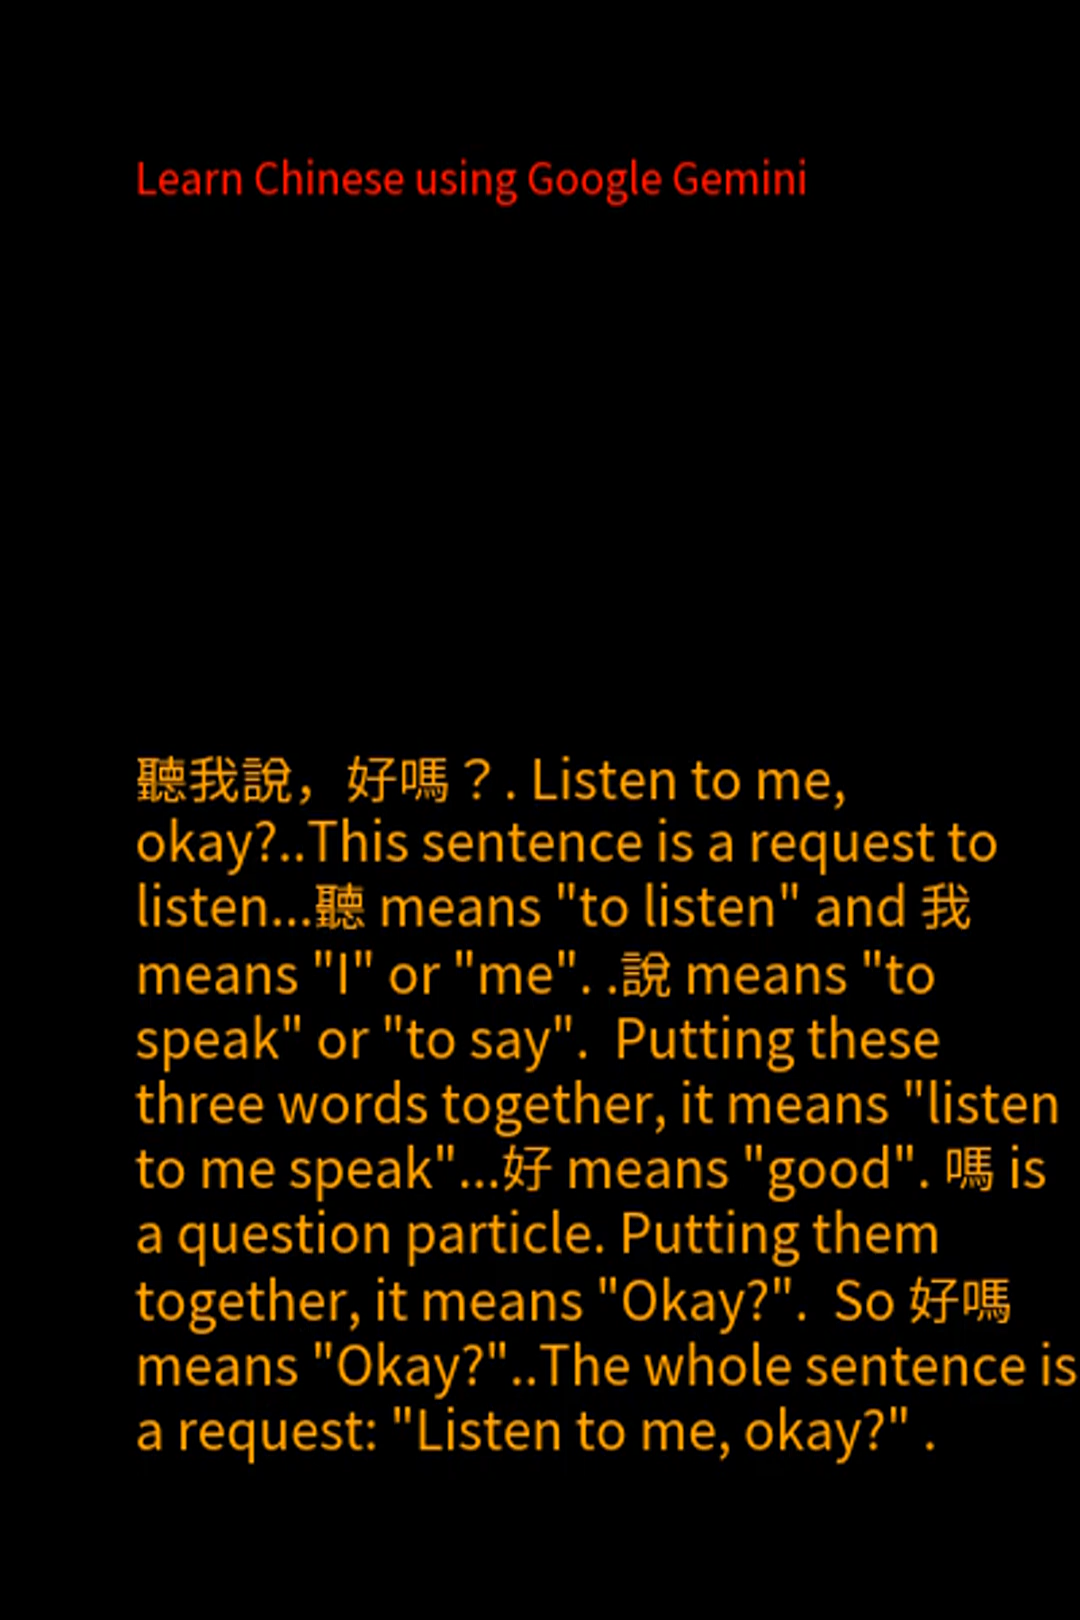 Learn Chinese using Google Gemini
聽我說，好嗎？. Listen to me,
okay?..This sentence is a request to
listen...聽 means "to listen" and 我
means "I" or "me". .說 means "to
speak" or "to say".  Putting these
three words together, it means "listen
to me speak"...好 means "good". 嗎 is
a question particle. Putting them
together, it means "Okay?".  So 好嗎
means "Okay?"..The whole sentence is
a request: "Listen to me, okay?" .